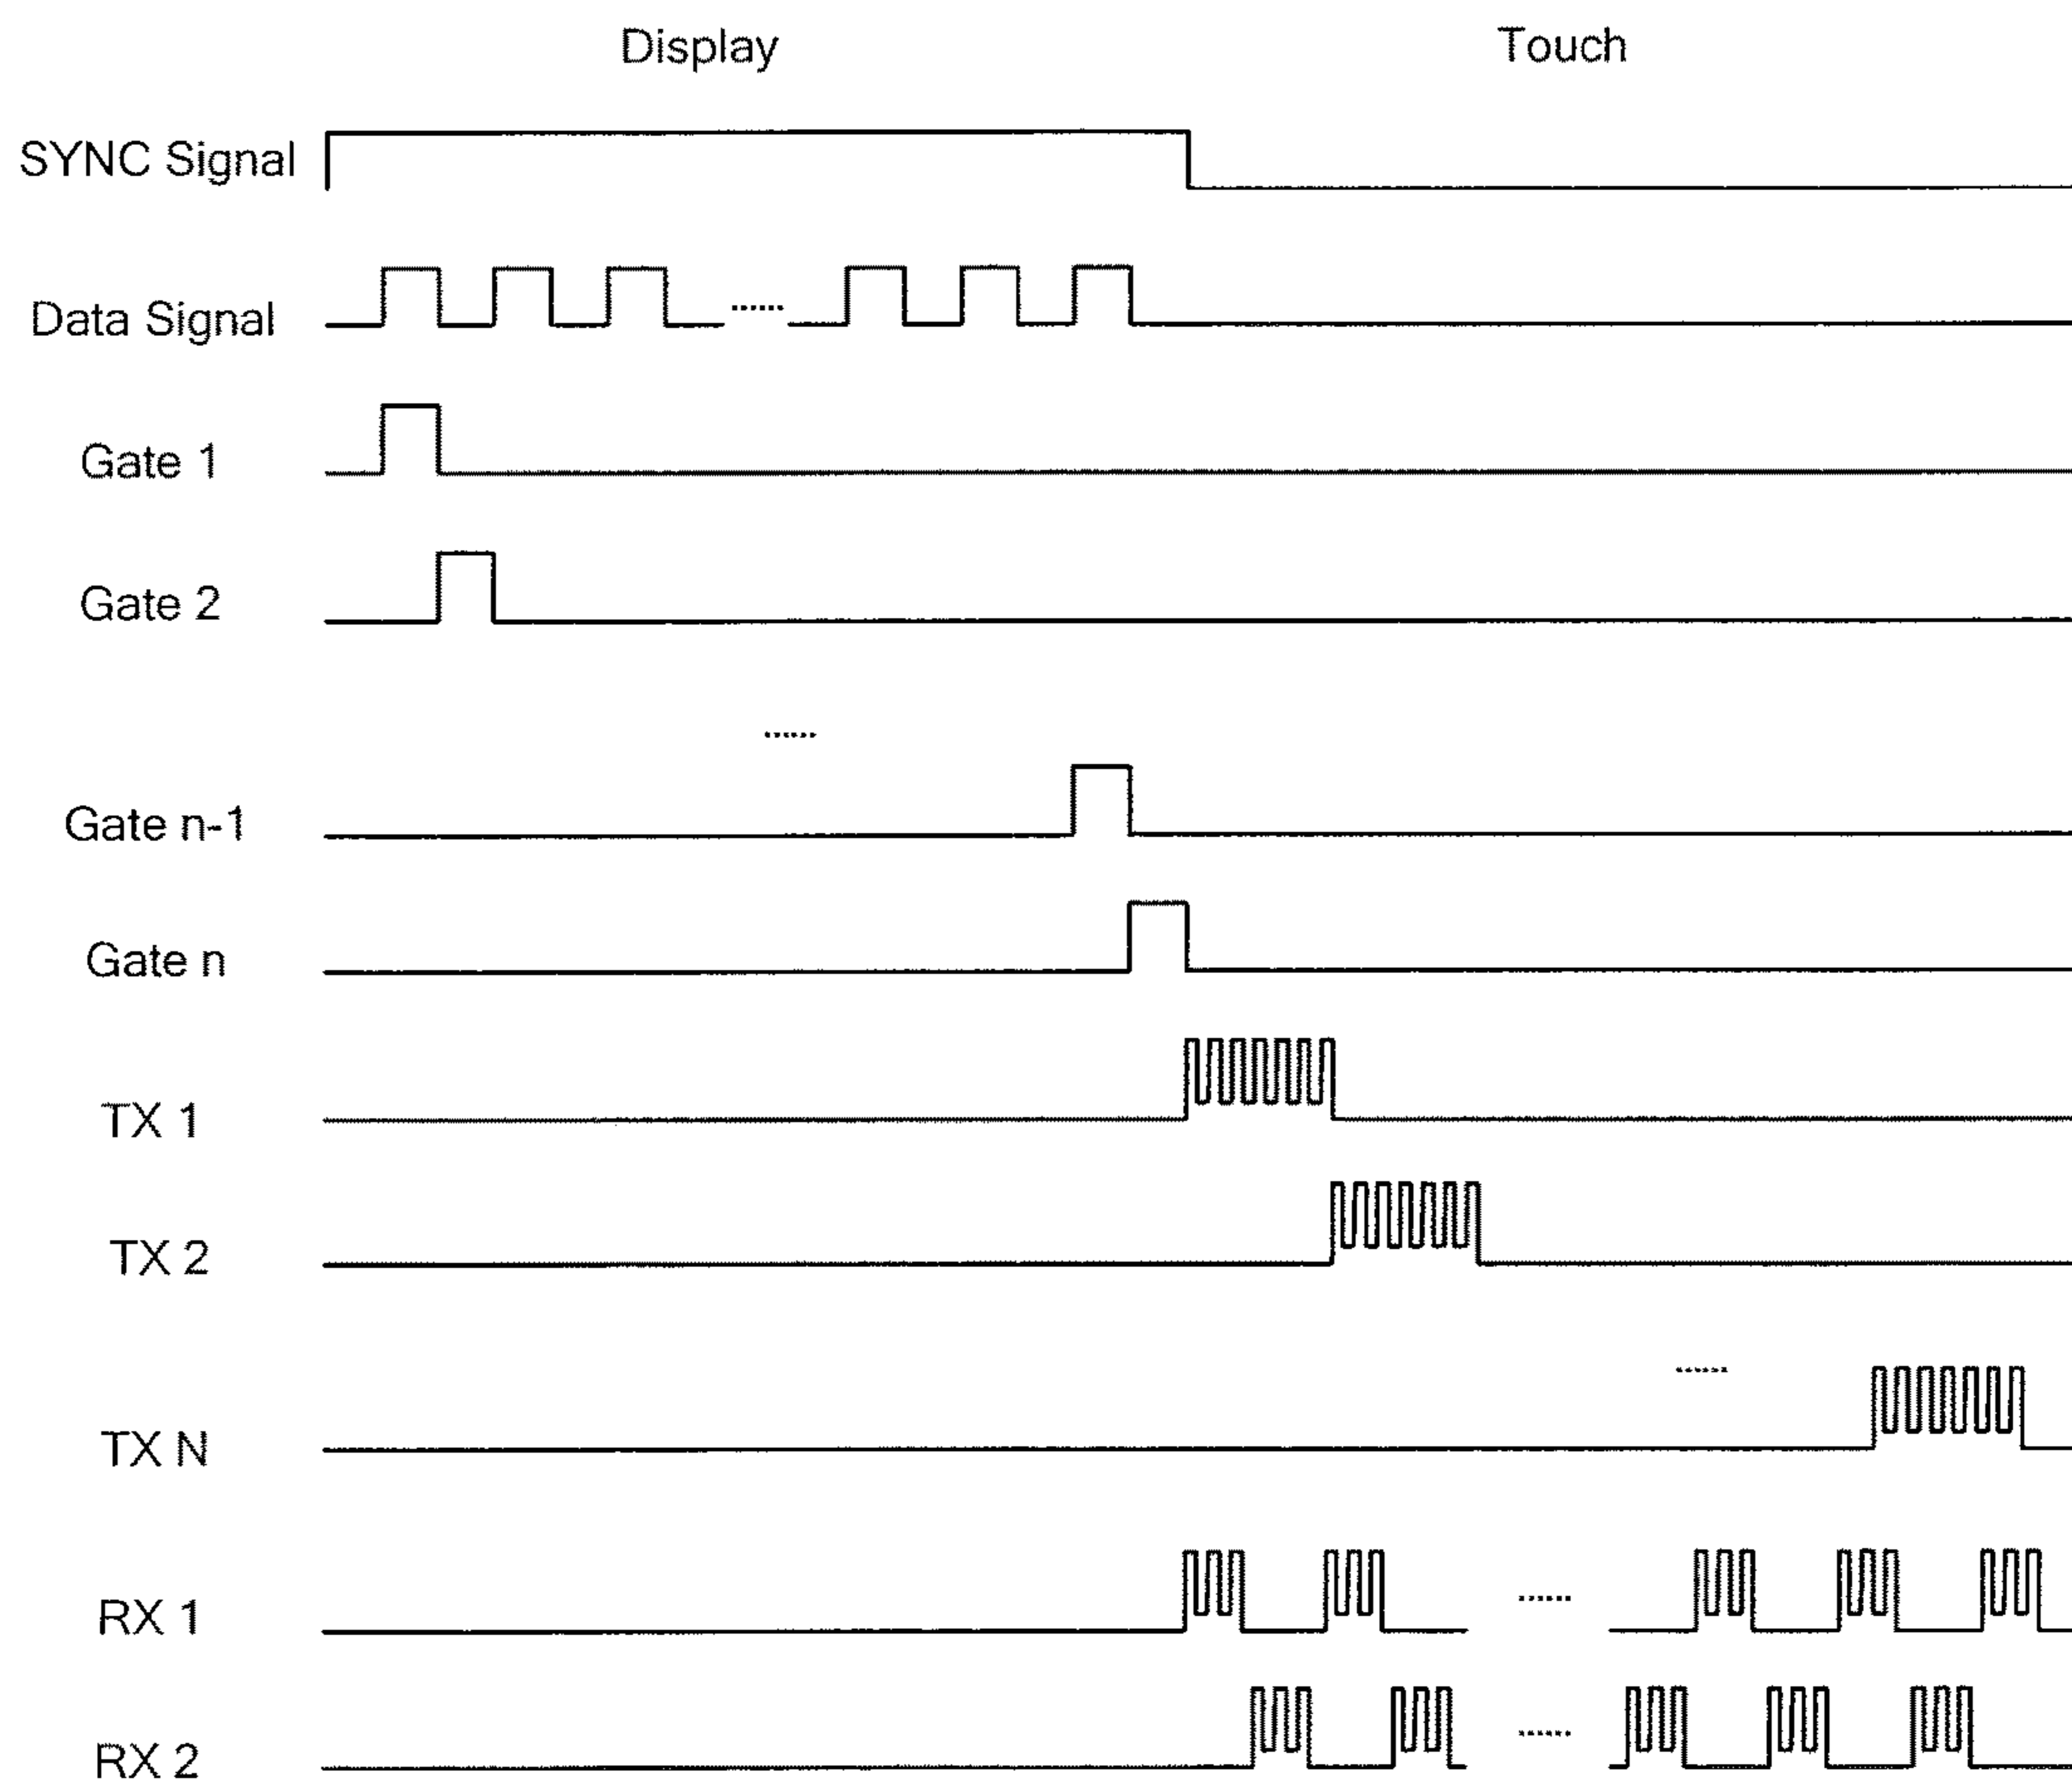 Display
Touch
SYNC Signal
Data Signal
......
Gate 1
Gate 2
......
Gate n-1
Gate n
TX 1
TX 2
......
TX N
RX 1
......
RX 2
......